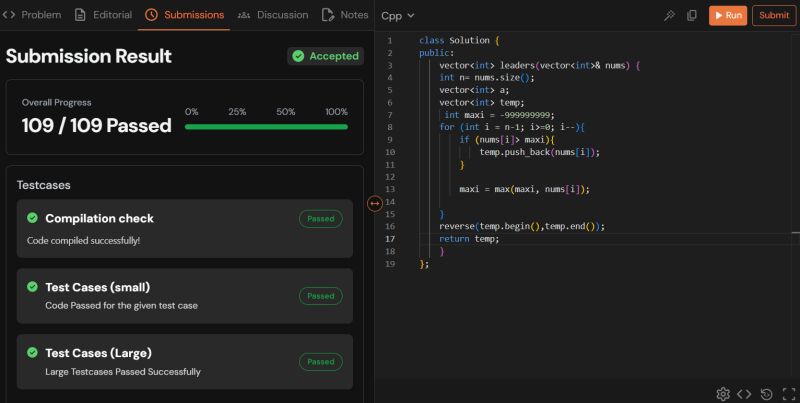 Problem Editorial Submissions Discussion Notes
Submission Result
Accepted
Overall Progress
109 / 109 Passed
0% 25% 50% 100%
Testcases
Compilation check
Passed
Code compiled successfully!
Test Cases (small)
Passed
Code Passed for the given test case
Test Cases (Large)
Passed
Large Testcases Passed Successfully
Cpp
Run
Submit
1 class Solution {
2 public:
3 vector<int> leaders(vector<int>& nums) {
4 int n= nums.size();
5 vector<int> a;
6 vector<int> temp;
7 int maxi = -999999999;
8 for (int i = n-1; i>=0; i--){
9 if (nums[i]> maxi){
10 temp.push_back(nums[i]);
11 }
12
13 maxi = max(maxi, nums[i]);
14
15 }
16 reverse(temp.begin(),temp.end());
17 return temp;
18 }
19 };